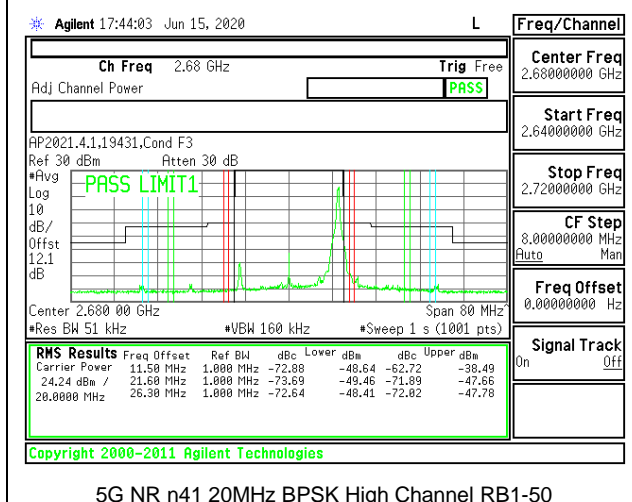 Agilent 17:44:03 Jun 15, 2020 L Freq/Channel
Ch Freq 2.68 GHz Trig Free
Adj Channel Power PASS
AP2021.4.1,19431,Cond F3
Ref 30 dBm Atten 30 dB
#Avg
Log
10
dB/
Offst
12.1
dB
PASS LIMIT1
Center 2.680 00 GHz Span 80 MHz^
#Res BW 51 kHz #VBW 160 kHz #Sweep 1 s (1001 pts)
RMS Results Freq Offset Ref BW dBc Lower dBm dBc Upper dBm
Carrier Power 11.50 MHz 1.000 MHz -72.88 -48.64 -62.72 -38.49
24.24 dBm / 21.60 MHz 1.000 MHz -73.69 -49.46 -71.89 -47.66
20.0000 MHz 26.30 MHz 1.000 MHz -72.64 -48.41 -72.02 -47.78
Copyright 2000-2011 Agilent Technologies
Center Freq
2.68000000 GHz
Start Freq
2.64000000 GHz
Stop Freq
2.72000000 GHz
CF Step
8.00000000 MHz
Auto Man
Freq Offset
0.00000000 Hz
Signal Track
On Off
5G NR n41 20MHz BPSK High Channel RB1-50